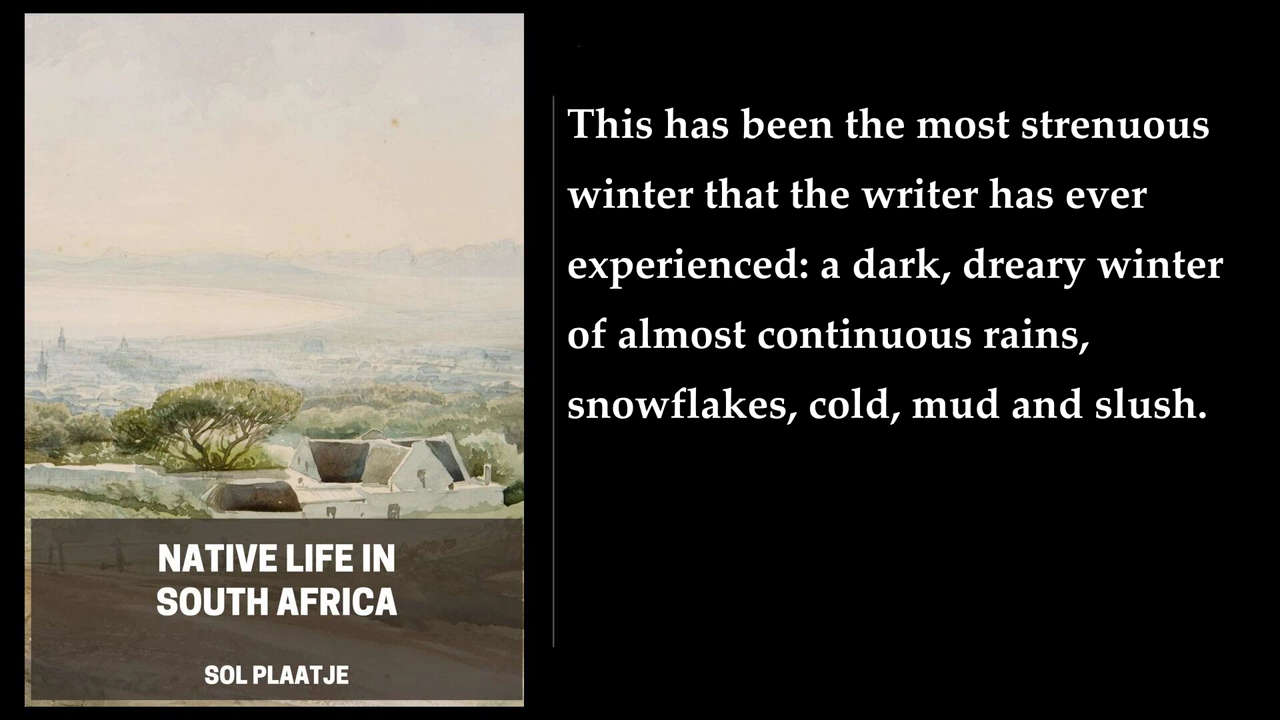 NATIVE LIFE IN
SOUTH AFRICA
SOL PLAATJE
This has been the most strenuous
winter that the writer has ever
experienced: a dark, dreary winter
of almost continuous rains,
snowflakes, cold, mud and slush.